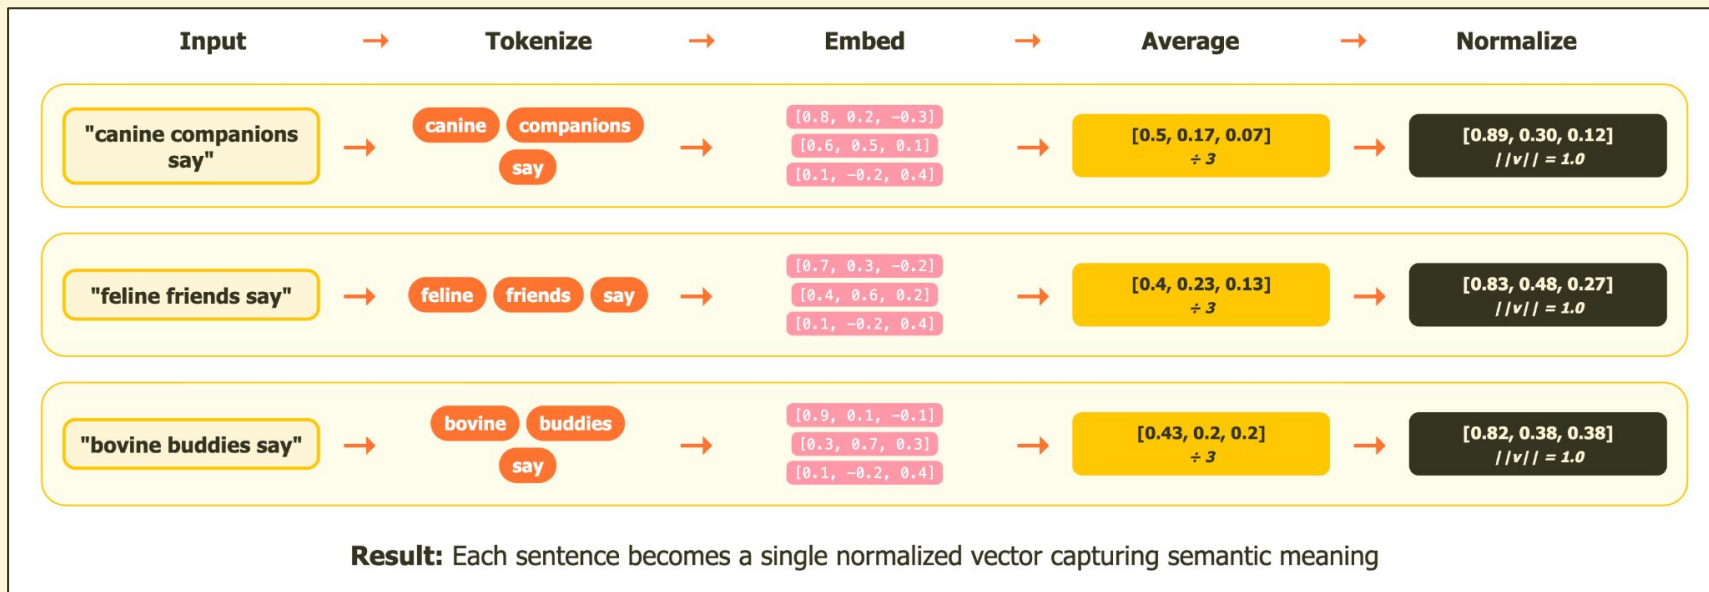 Input → Tokenize → Embed → Average → Normalize
"canine companions
say"
→
canine companions
say
→
[0.8, 0.2, −0.3]
[0.6, 0.5, 0.1]
[0.1, −0.2, 0.4]
→
[0.5, 0.17, 0.07]
÷ 3
→
[0.89, 0.30, 0.12]
||v|| = 1.0
"feline friends say"
→
feline friends say
→
[0.7, 0.3, −0.2]
[0.4, 0.6, 0.2]
[0.1, −0.2, 0.4]
→
[0.4, 0.23, 0.13]
÷ 3
→
[0.83, 0.48, 0.27]
||v|| = 1.0
"bovine buddies say"
→
bovine buddies
say
→
[0.9, 0.1, −0.1]
[0.3, 0.7, 0.3]
[0.1, −0.2, 0.4]
→
[0.43, 0.2, 0.2]
÷ 3
→
[0.82, 0.38, 0.38]
||v|| = 1.0
Result: Each sentence becomes a single normalized vector capturing semantic meaning